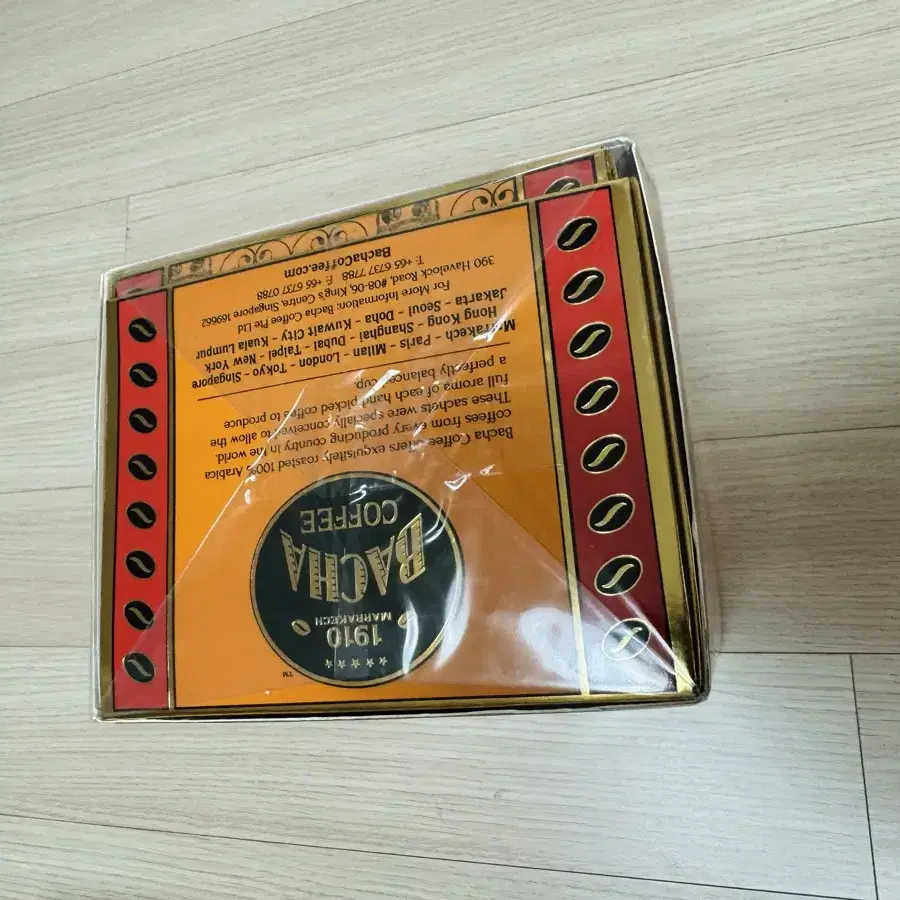 ★ ★ ★ ★ ★
1910
MARRAKECH
BACHA
COFFEE
TM
Bacha Coffee offers exquisitely roasted 100% Arabica
coffees from every producing country in the world.
These sachets were specially conceived to allow the
full aroma of each hand picked coffee to produce
a perfectly balanced cup.
Marrakech - Paris - Milan - London - Tokyo - Singapore
Hong Kong - Shanghai - Dubai - Taipei - New York
Jakarta - Seoul - Doha - Kuwait City - Kuala Lumpur
For More Information: Bacha Coffee Pte Ltd
390 Havelock Road, #08-06, King's Centre, Singapore 169662
T: +65 6737 7788 F: +65 6737 0788
BachaCoffee.com